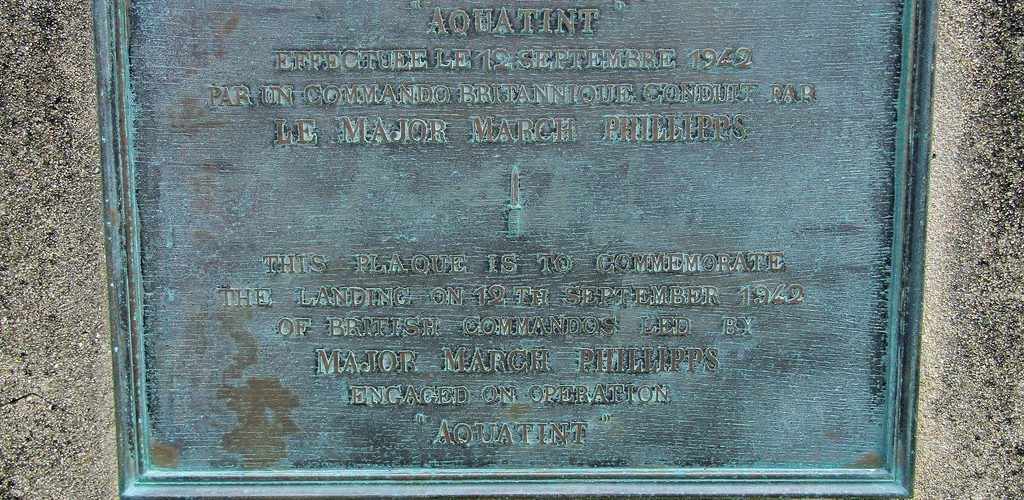 "AQUATINT"
EFFECTUEE LE 12 SEPTEMBRE 1942
PAR UN COMMANDO BRITANNIQUE CONDUIT PAR
LE MAJOR MARCH PHILLIPPS
THIS PLAQUE IS TO COMMEMORATE
THE LANDING ON 12 TH SEPTEMBER 1942
OF BRITISH COMMANDOS LED BY
MAJOR MARCH PHILLIPPS
ENGAGED ON OPERATION
"AQUATINT"